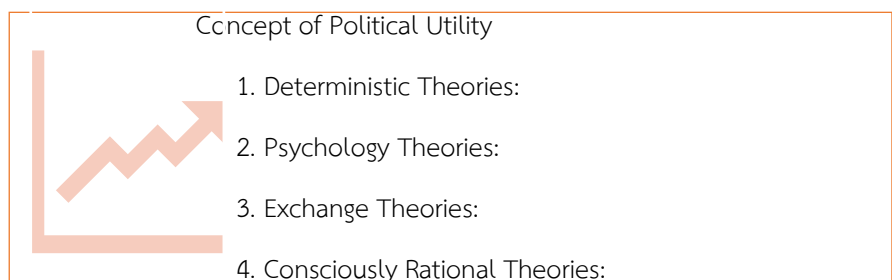 Concept of Political Utility
1. Deterministic Theories:
2. Psychology Theories:
3. Exchange Theories:
4. Consciously Rational Theories: